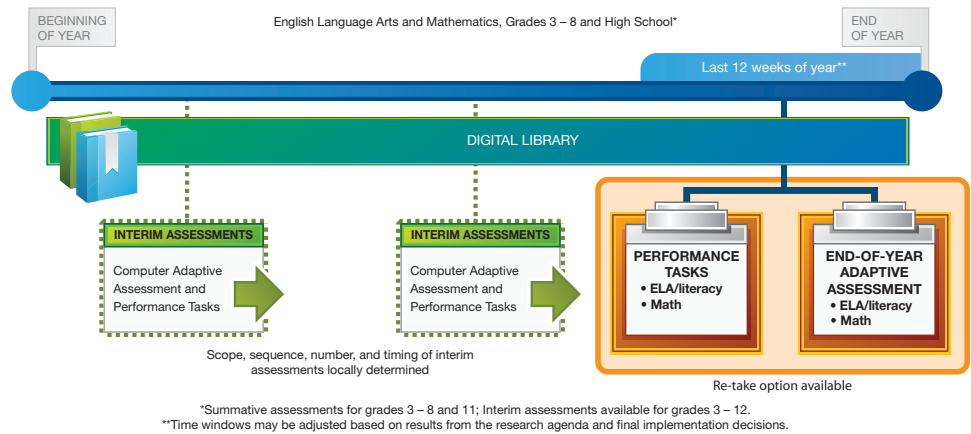 BEGINNING
OF YEAR
English Language Arts and Mathematics, Grades 3 – 8 and High School*
END
OF YEAR
Last 12 weeks of year**
DIGITAL LIBRARY
INTERIM ASSESSMENTS
Computer Adaptive
Assessment and
Performance Tasks
INTERIM ASSESSMENTS
Computer Adaptive
Assessment and
Performance Tasks
PERFORMANCE
TASKS
• ELA/literacy
• Math
END-OF-YEAR
ADAPTIVE
ASSESSMENT
• ELA/literacy
• Math
Scope, sequence, number, and timing of interim
assessments locally determined
Re-take option available
*Summative assessments for grades 3 – 8 and 11; Interim assessments available for grades 3 – 12.
**Time windows may be adjusted based on results from the research agenda and final implementation decisions.